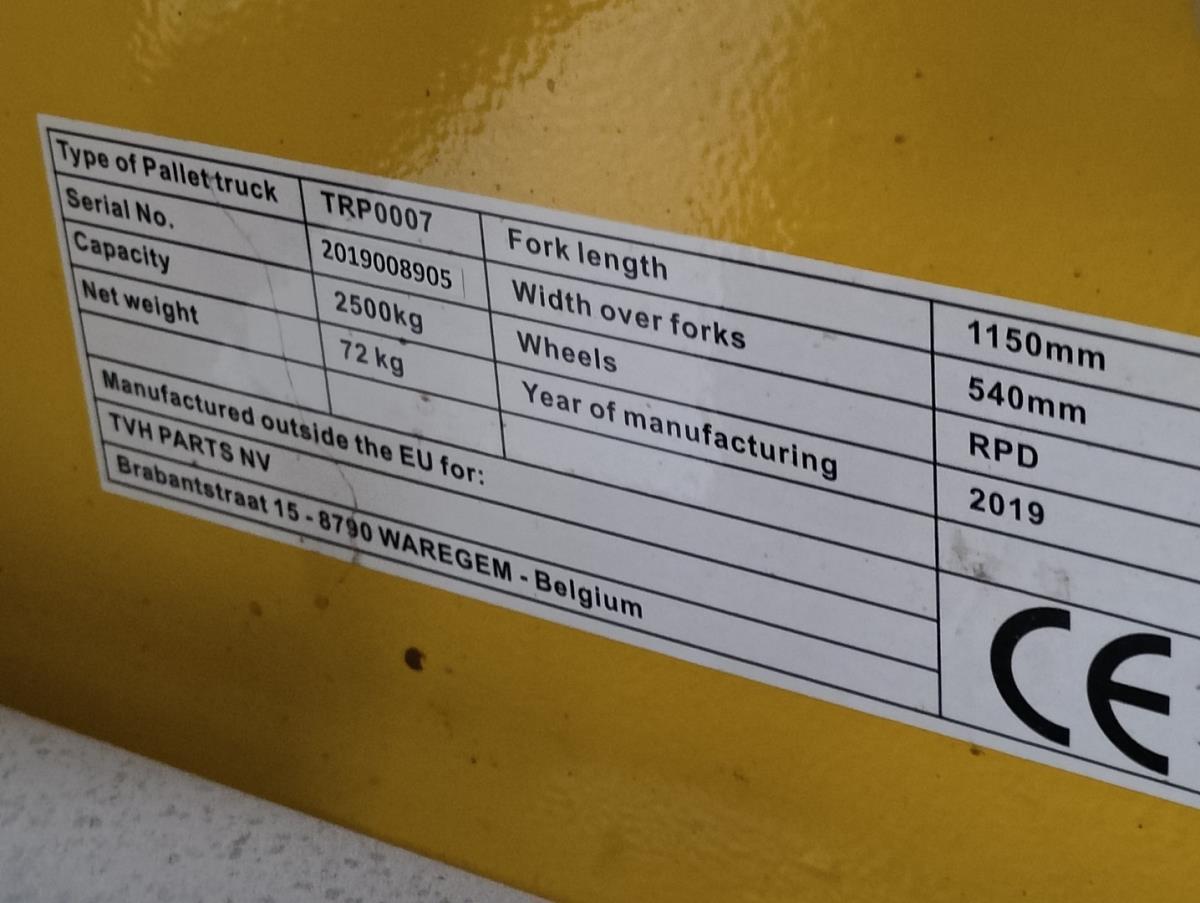 Type of Pallet truck TRP0007 Fork length 1150mm
Serial No. 2019008905 Width over forks 540mm
Capacity 2500kg Wheels RPD
Net weight 72 kg Year of manufacturing 2019
Manufactured outside the EU for:
TVH PARTS NV
Brabantstraat 15 - 8790 WAREGEM - Belgium
CE